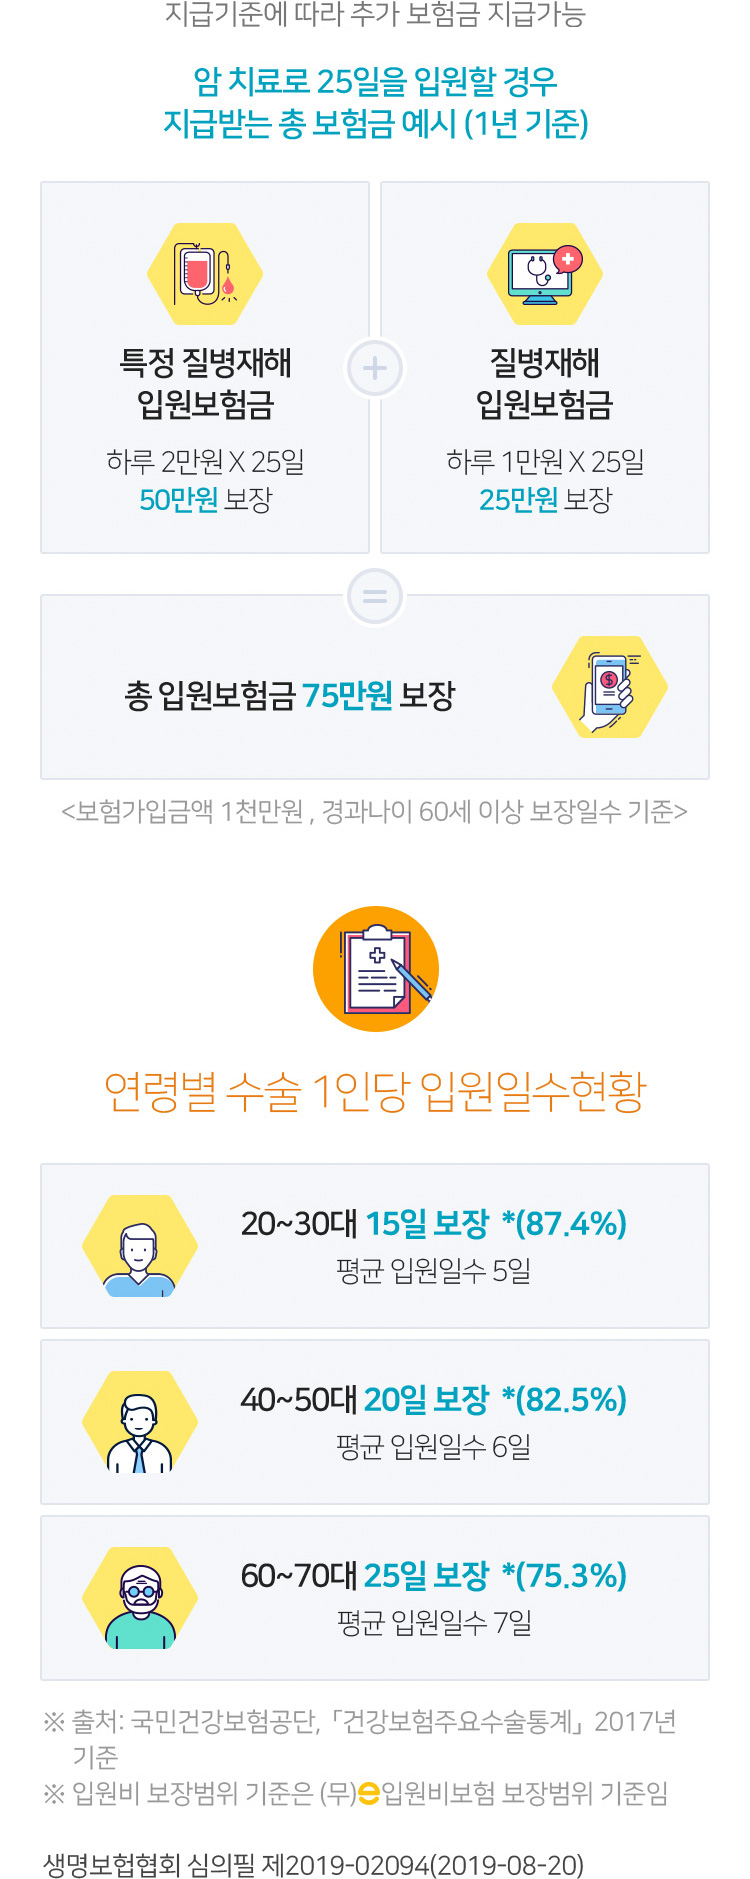 지급기준에 따라 추가 보험금 지급가능
암 치료로 25일을 입원할 경우
지급받는 총 보험금 예시 (1년 기준)
특정 질병재해
입원보험금
하루 2만원 X 25일
50만원 보장
+
질병재해
입원보험금
하루 1만원 X 25일
25만원 보장
=
총 입원보험금 75만원 보장
$
<보험가입금액 1천만원 , 경과나이 60세 이상 보장일수 기준>
연령별 수술 1인당 입원일수현황
20~30대 15일 보장 *(87.4%)
평균 입원일수 5일
40~50대 20일 보장 *(82.5%)
평균 입원일수 6일
60~70대 25일 보장 *(75.3%)
평균 입원일수 7일
※ 출처: 국민건강보험공단, 「건강보험주요수술통계」 2017년
기준
※ 입원비 보장범위 기준은 (무)e입원비보험 보장범위 기준임
생명보험협회 심의필 제2019-02094(2019-08-20)